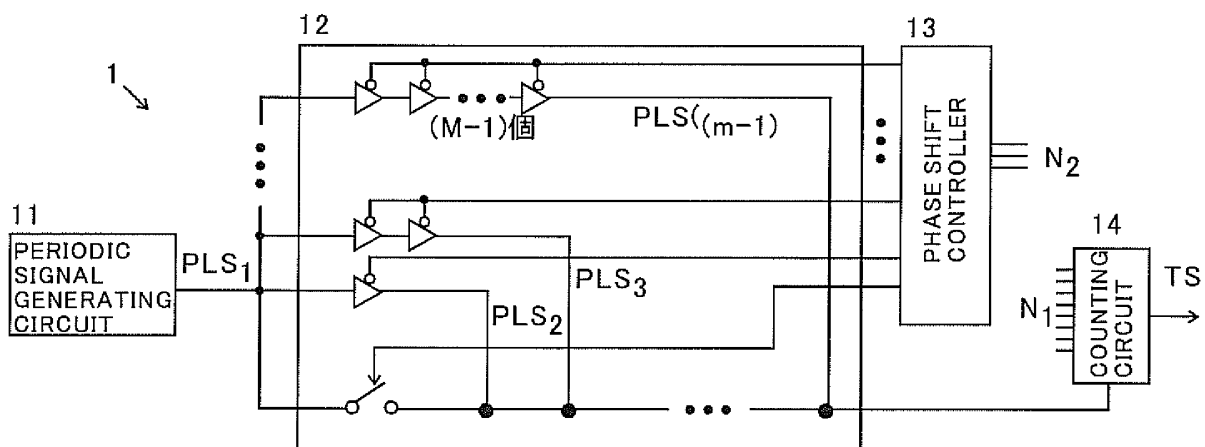 12
13
1
(M-1)個
PLS((m-1)
PHASE SHIFT
CONTROLLER
N2
11
PERIODIC
SIGNAL
GENERATING
CIRCUIT
PLS1
PLS3
PLS2
14
N1
COUNTING
CIRCUIT
TS